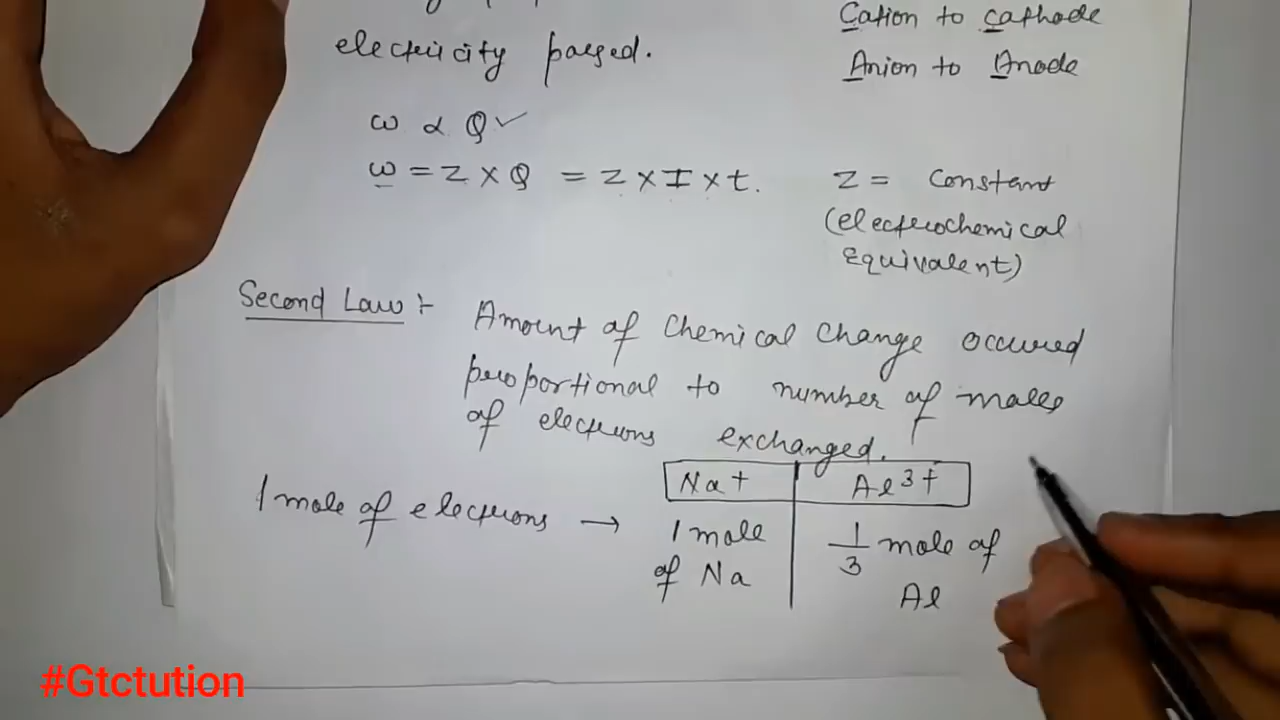 Cation to cathode
electricity passed.
Anion to Anode
w ∝ Q ✓
w = Z × Q = Z × I × t.
Z = Constant
(electrochemical
Equivalent)
Second Law :- Amount of Chemical Change occured
proportional to number of moles
of electrons exchanged.
Na+ Al3+
1 mole of electrons → 1 mole
of Na
1/3 mole of
Al
#Gtctution